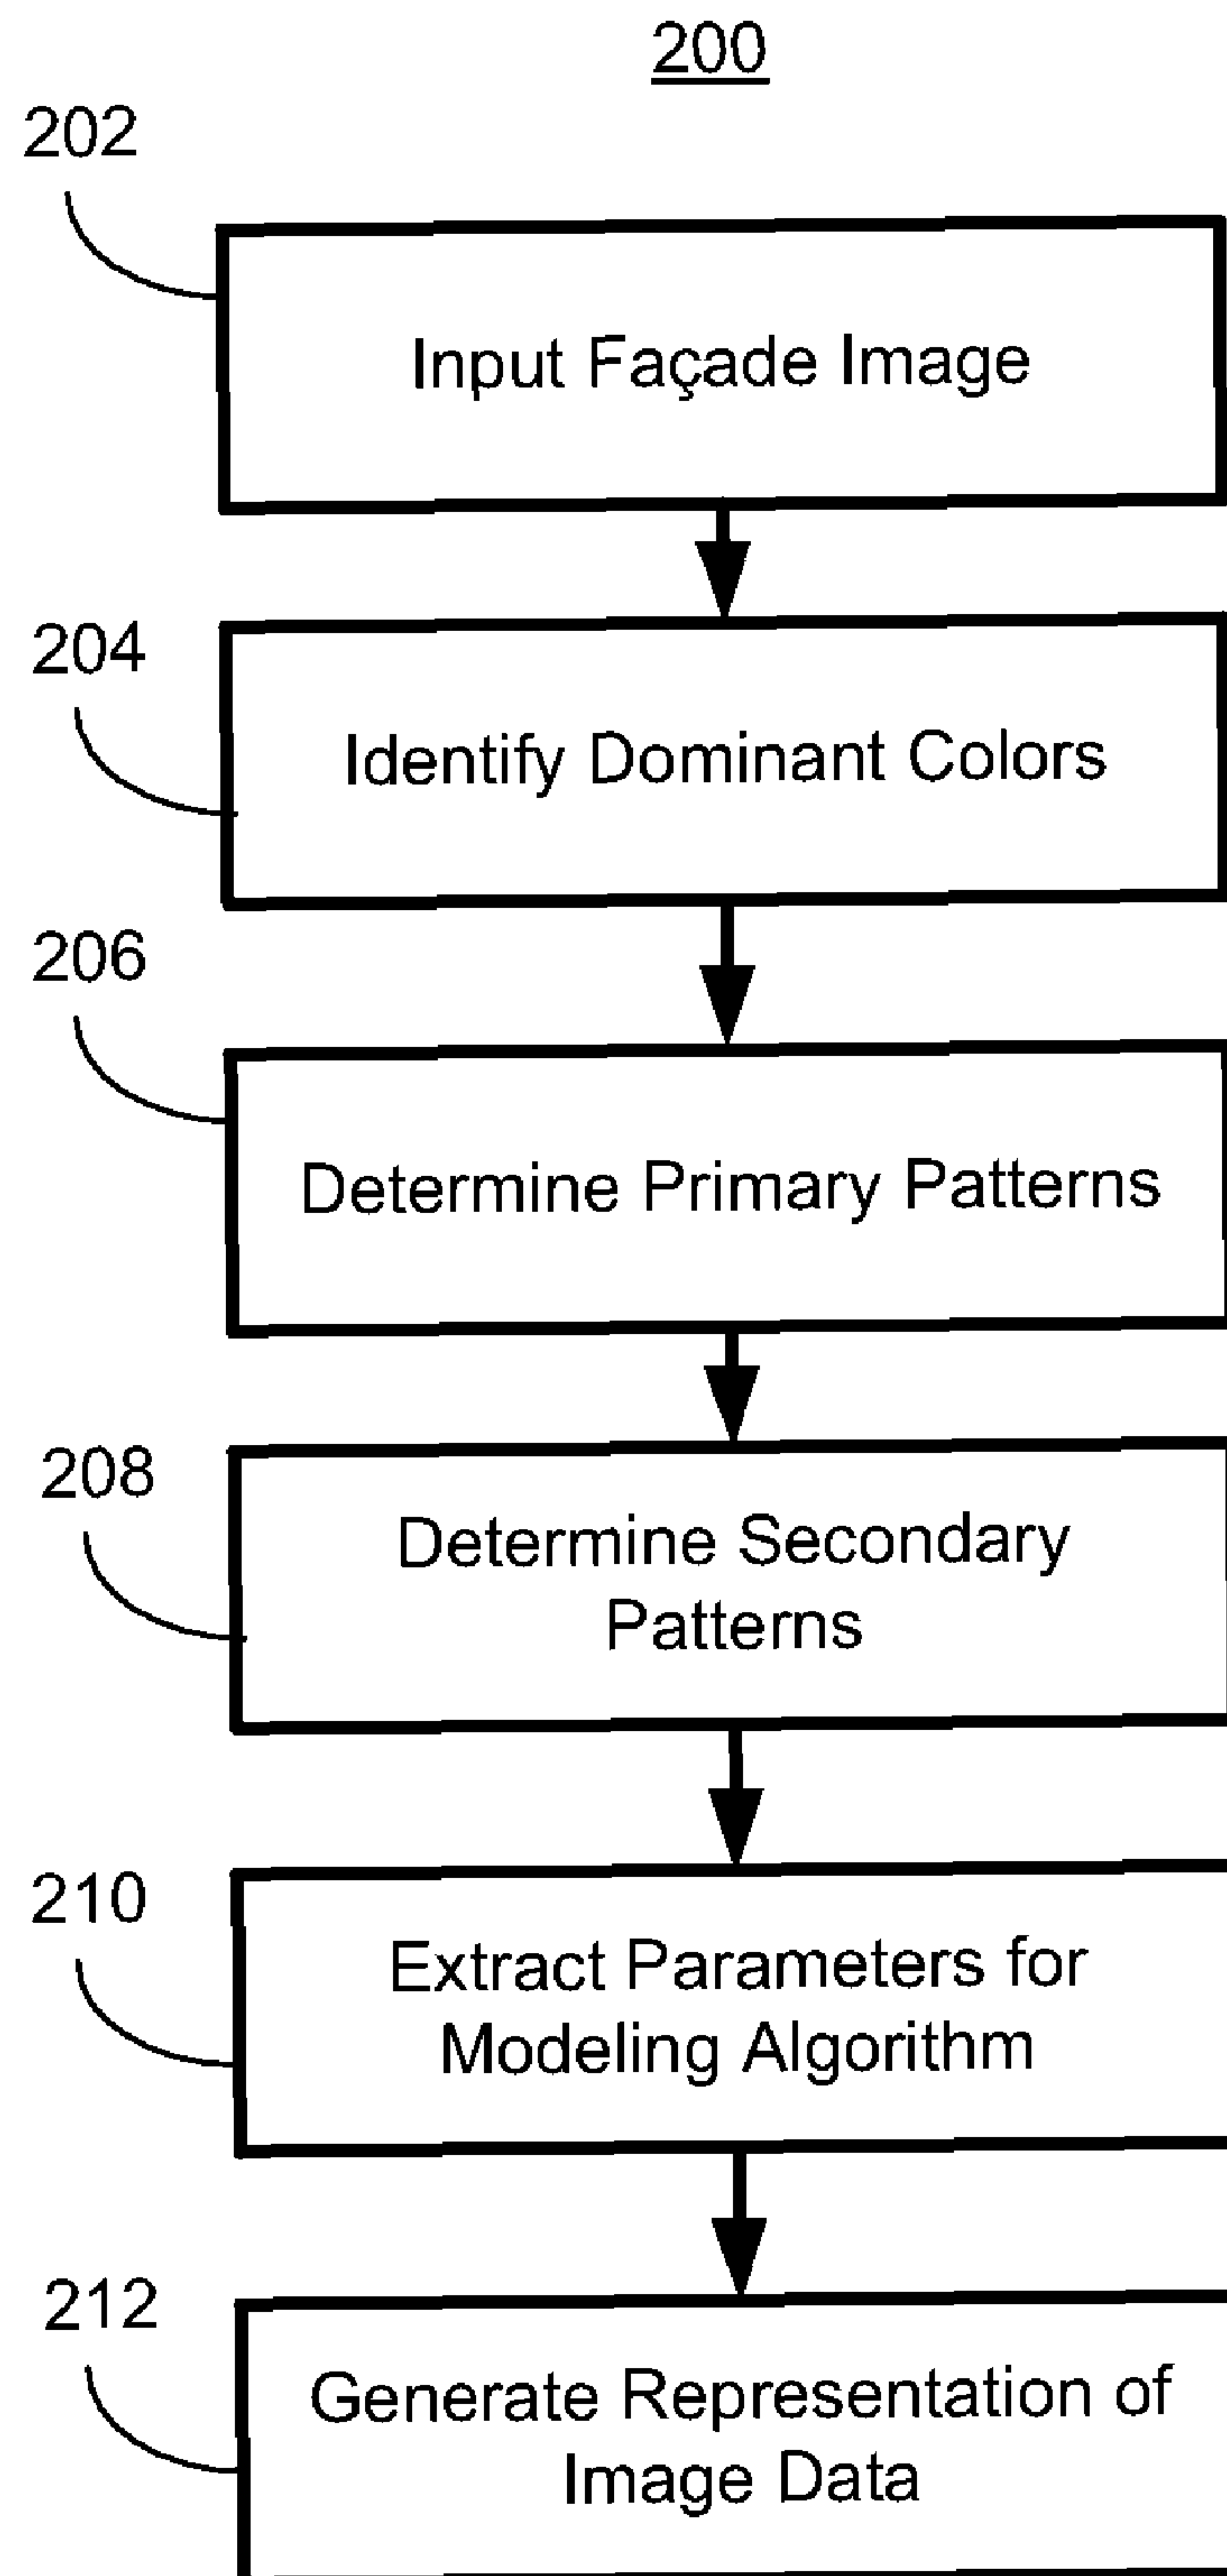 200
202
Input Façade Image
204
Identify Dominant Colors
206
Determine Primary Patterns
208
Determine Secondary
Patterns
210
Extract Parameters for
Modeling Algorithm
212
Generate Representation of
Image Data